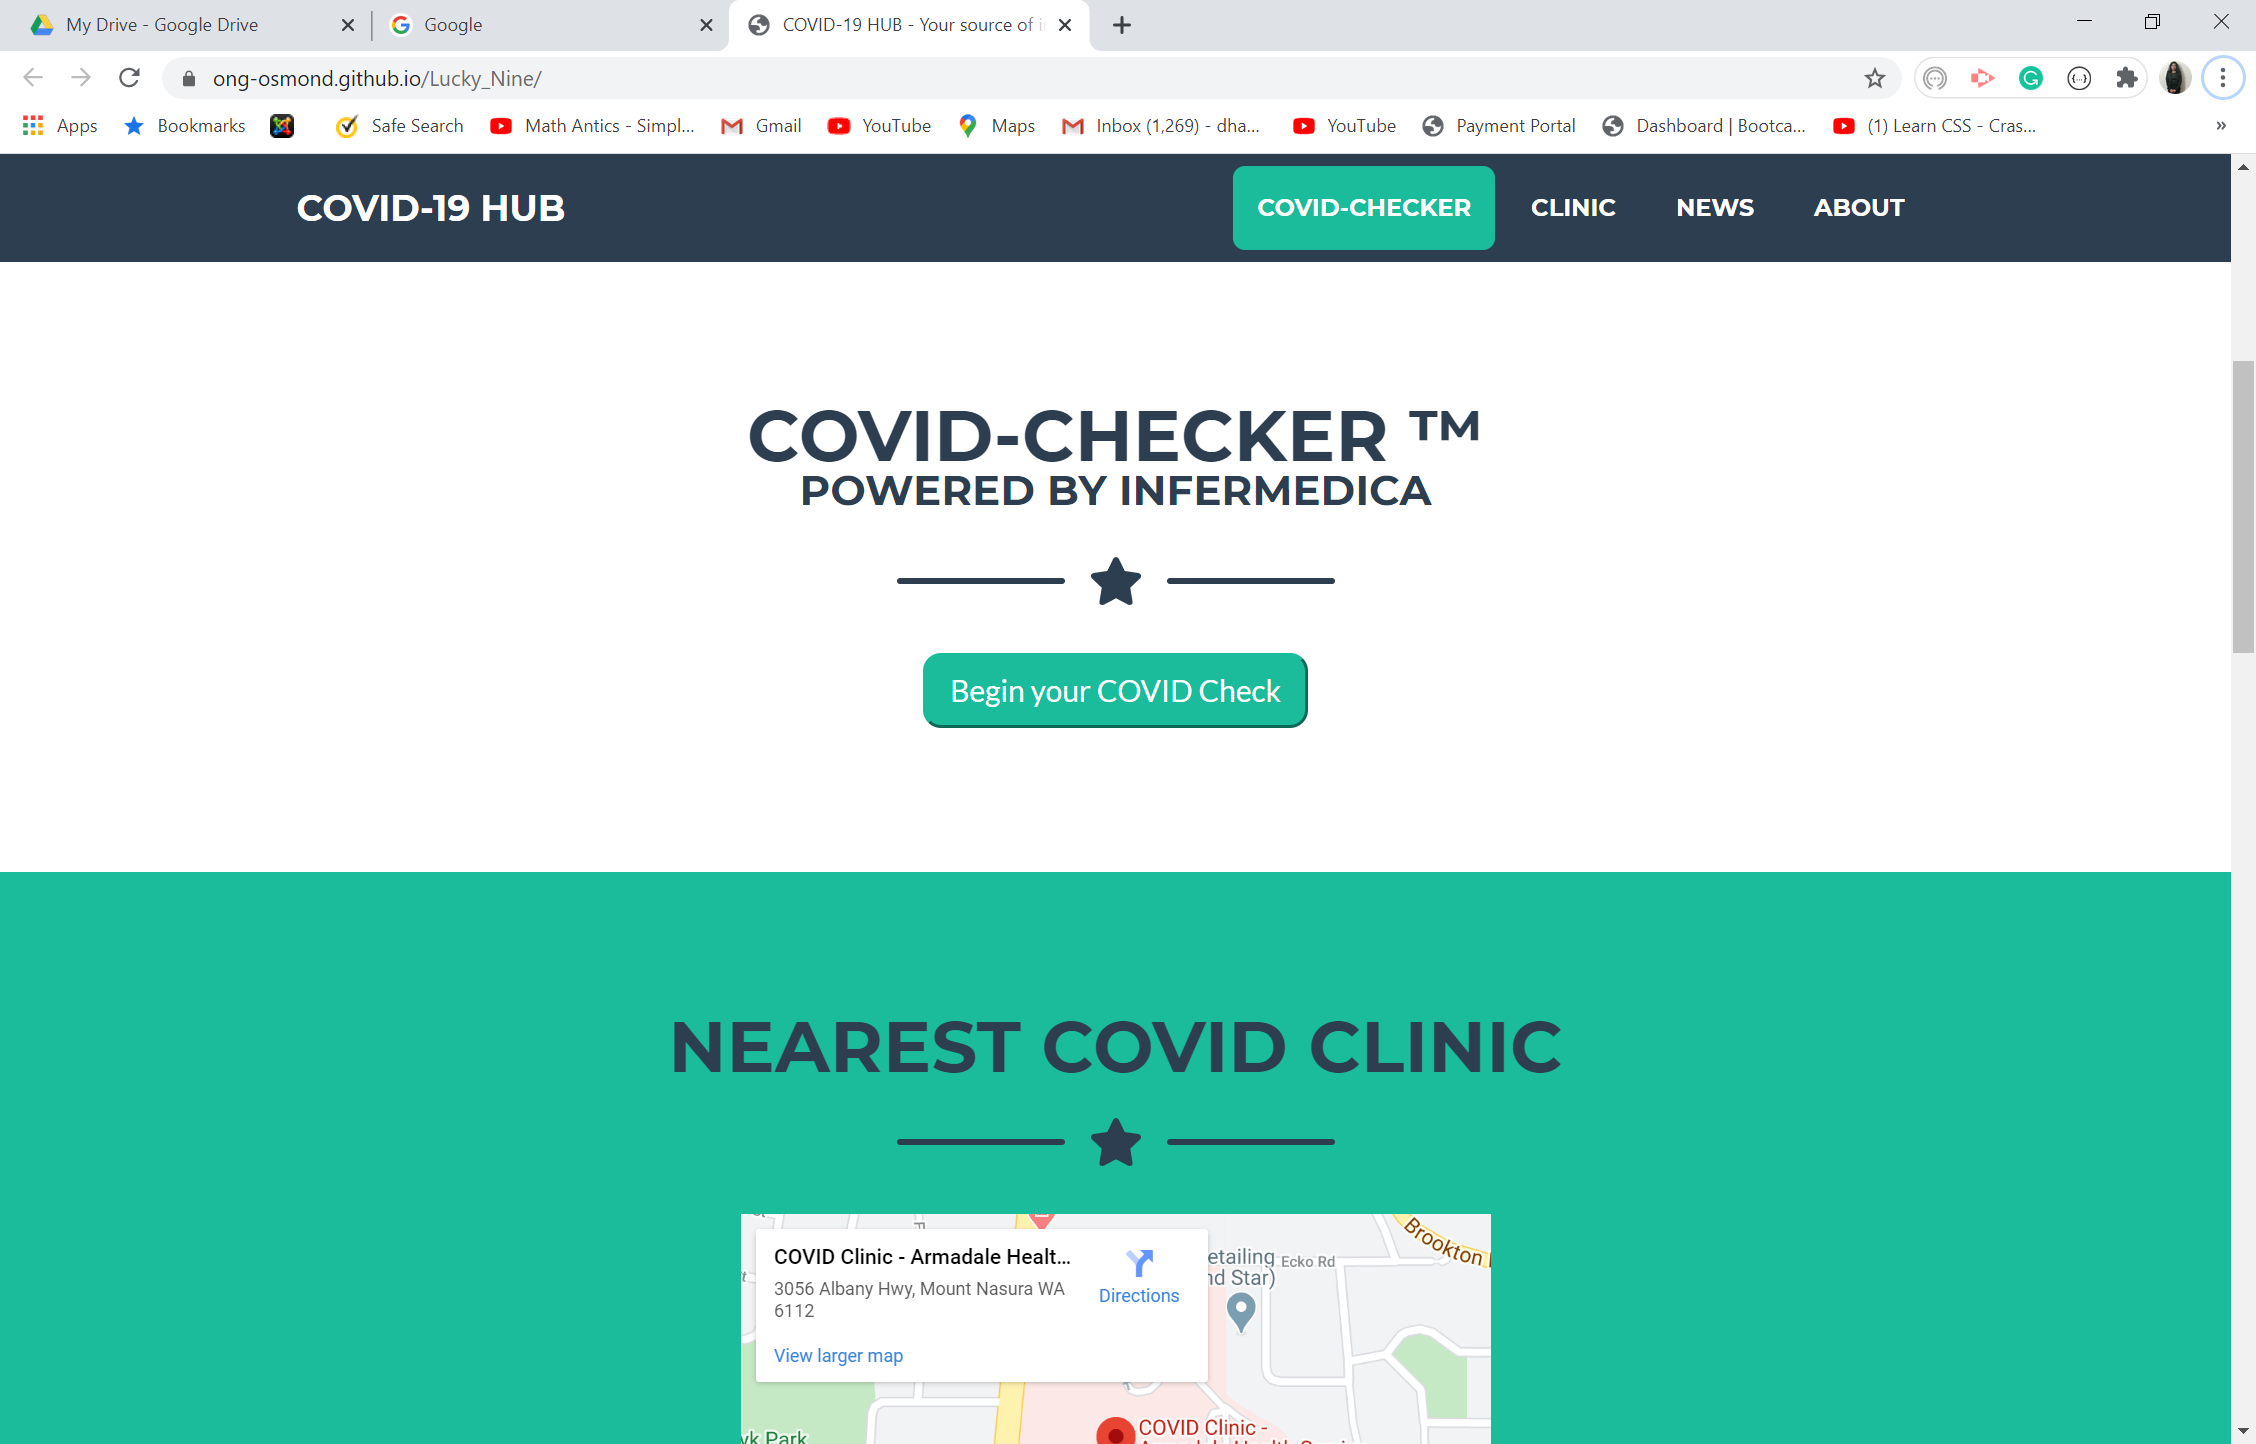 My Drive - Google Drive
Google
COVID-19 HUB - Your source of i
ong-osmond.github.io/Lucky_Nine/
Apps
Bookmarks
Safe Search
Math Antics - Simpl...
Gmail
YouTube
Maps
Inbox (1,269) - dha...
YouTube
Payment Portal
Dashboard | Bootca...
(1) Learn CSS - Cras...
»
COVID-19 HUB
COVID-CHECKER
CLINIC
NEWS
ABOUT
COVID-CHECKER ™
POWERED BY INFERMEDICA
Begin your COVID Check
NEAREST COVID CLINIC
COVID Clinic - Armadale Healt...
3056 Albany Hwy, Mount Nasura WA
6112
Directions
View larger map
etailing
nd Star)
Ecko Rd
Brookton
COVID Clinic -
yk Park